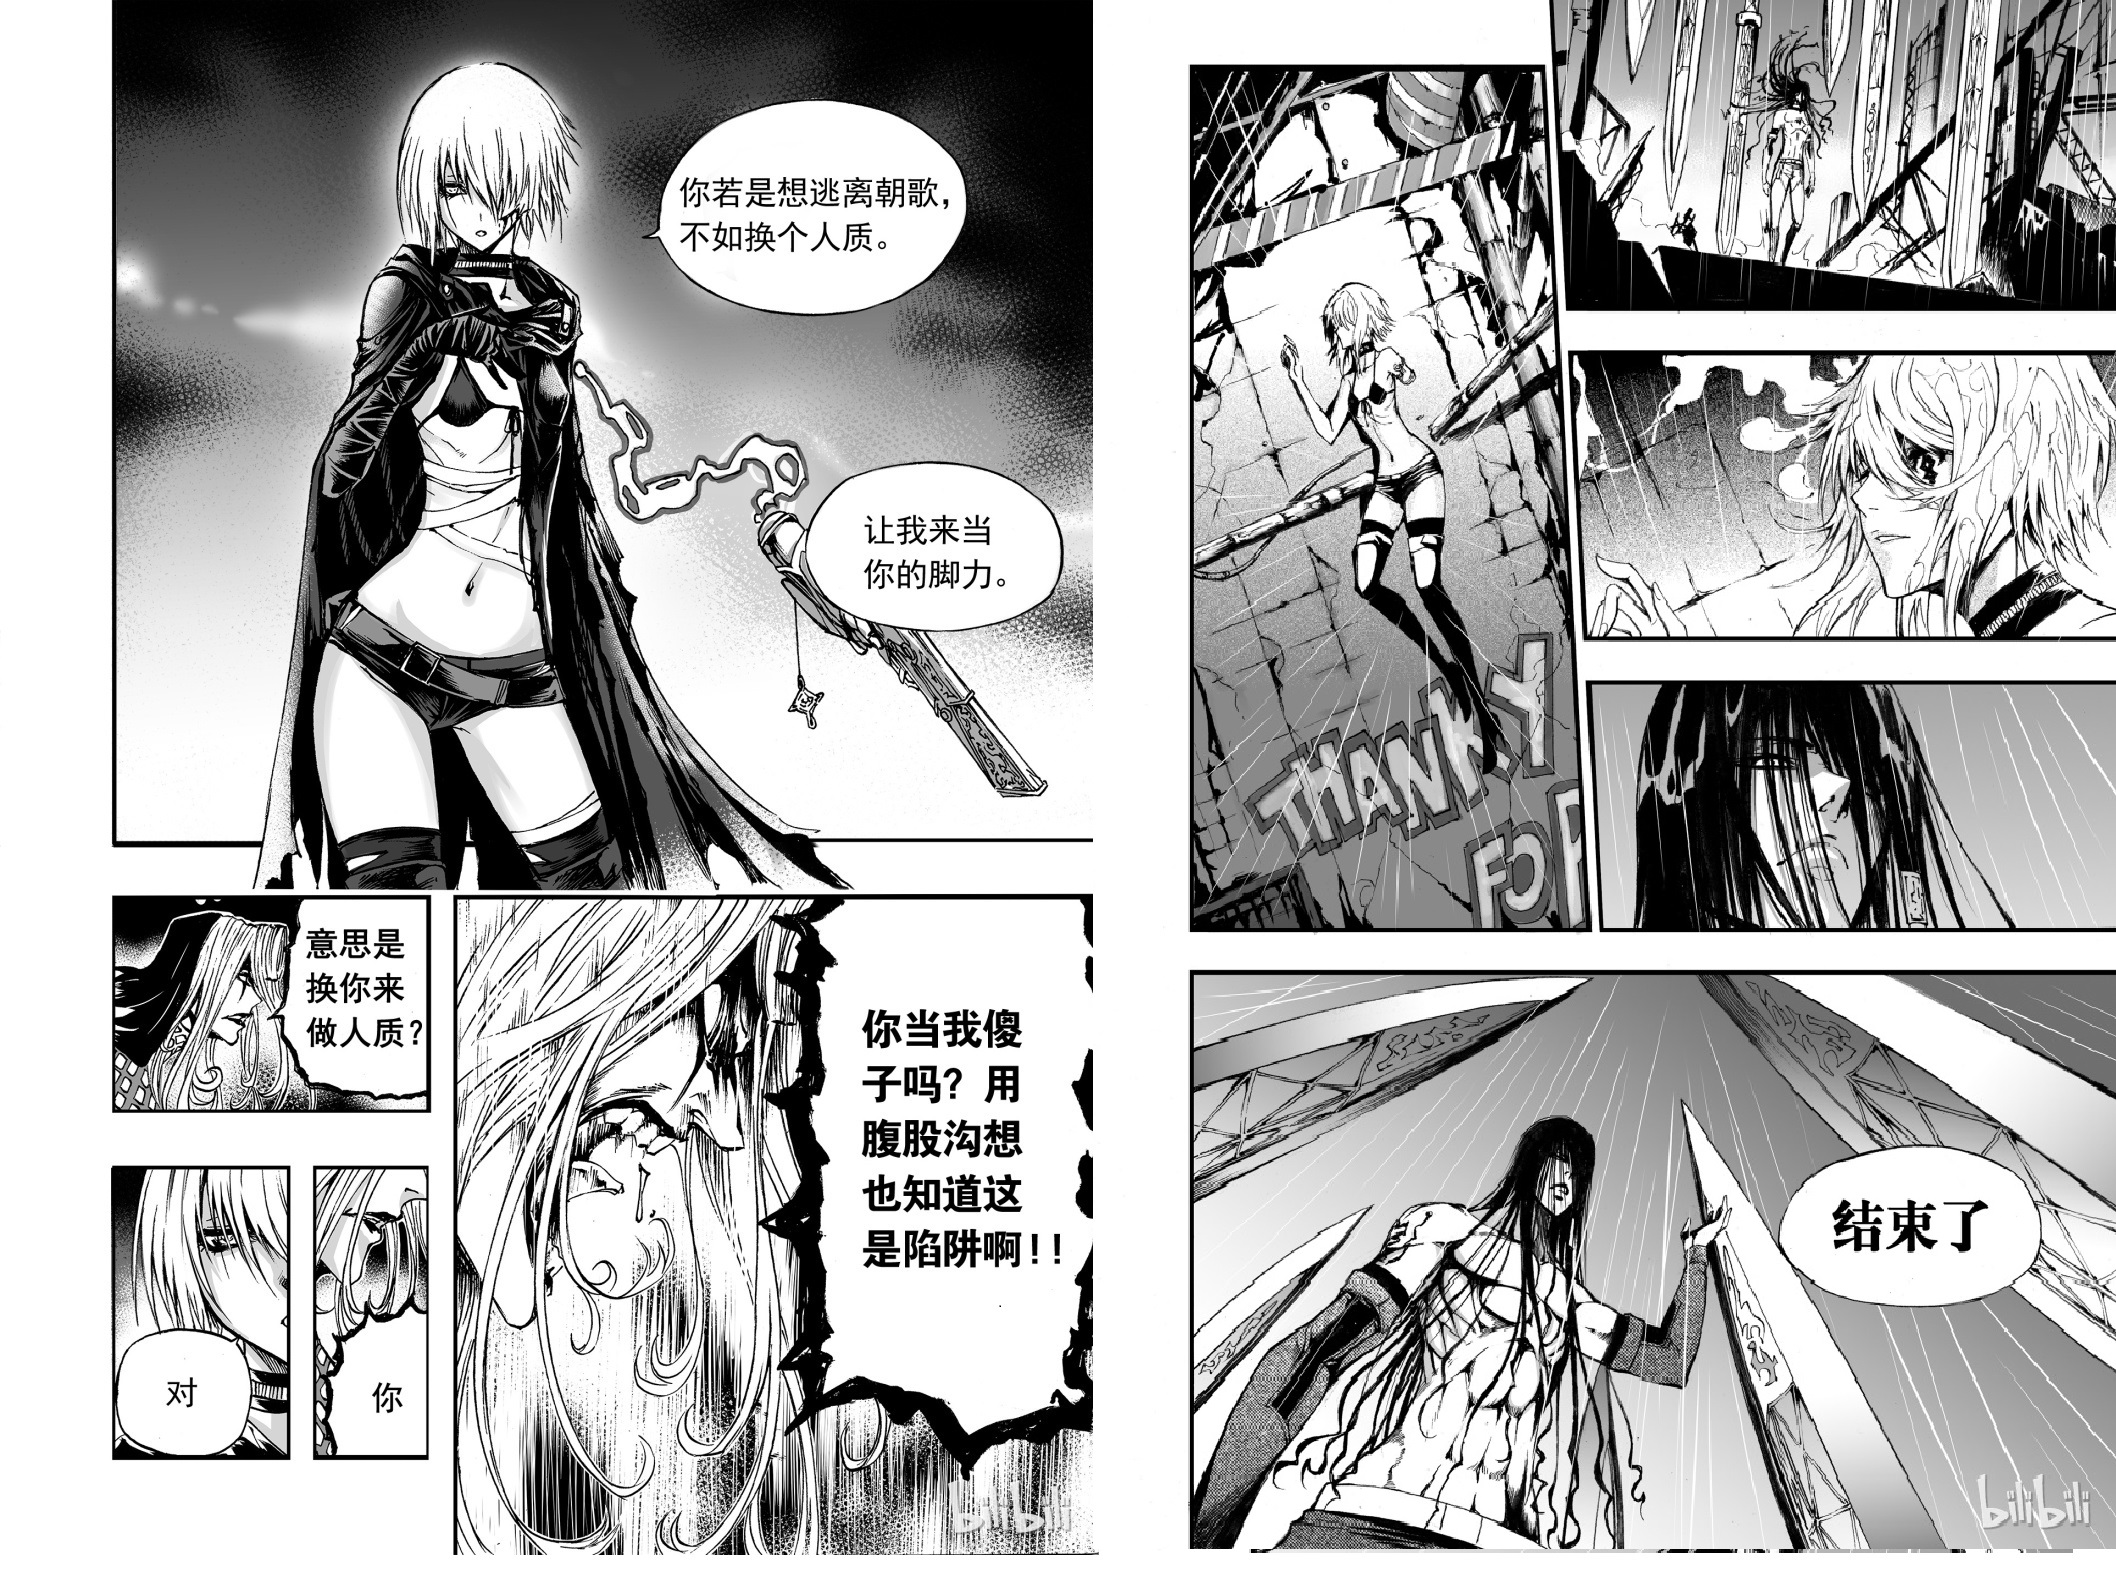 你若是想逃离朝歌，
不如换个人质。
让我来当
你的脚力。
意思是
换你来
做人质？
对
你
你当我傻
子吗？用
腹股沟想
也知道这
是陷阱啊！！
bilibili
THANKY
FOR
结束了
bilibili